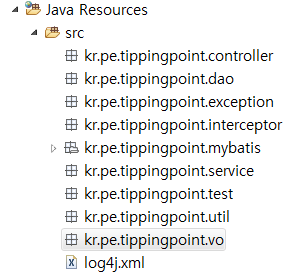 Java Resources
src
kr.pe.tippingpoint.controller
kr.pe.tippingpoint.dao
kr.pe.tippingpoint.exception
kr.pe.tippingpoint.interceptor
kr.pe.tippingpoint.mybatis
kr.pe.tippingpoint.service
kr.pe.tippingpoint.test
kr.pe.tippingpoint.util
kr.pe.tippingpoint.vo
log4j.xml